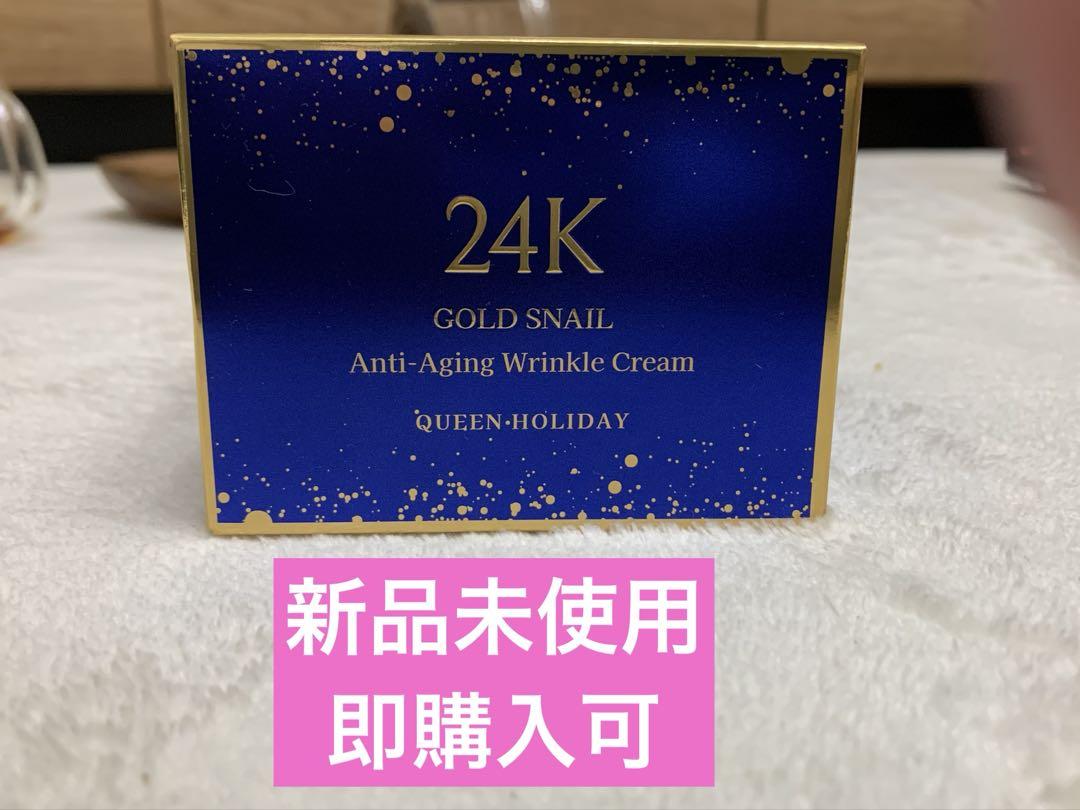 24K
GOLD SNAIL
Anti-Aging Wrinkle Cream
QUEEN·HOLIDAY
新品未使用
即購入可